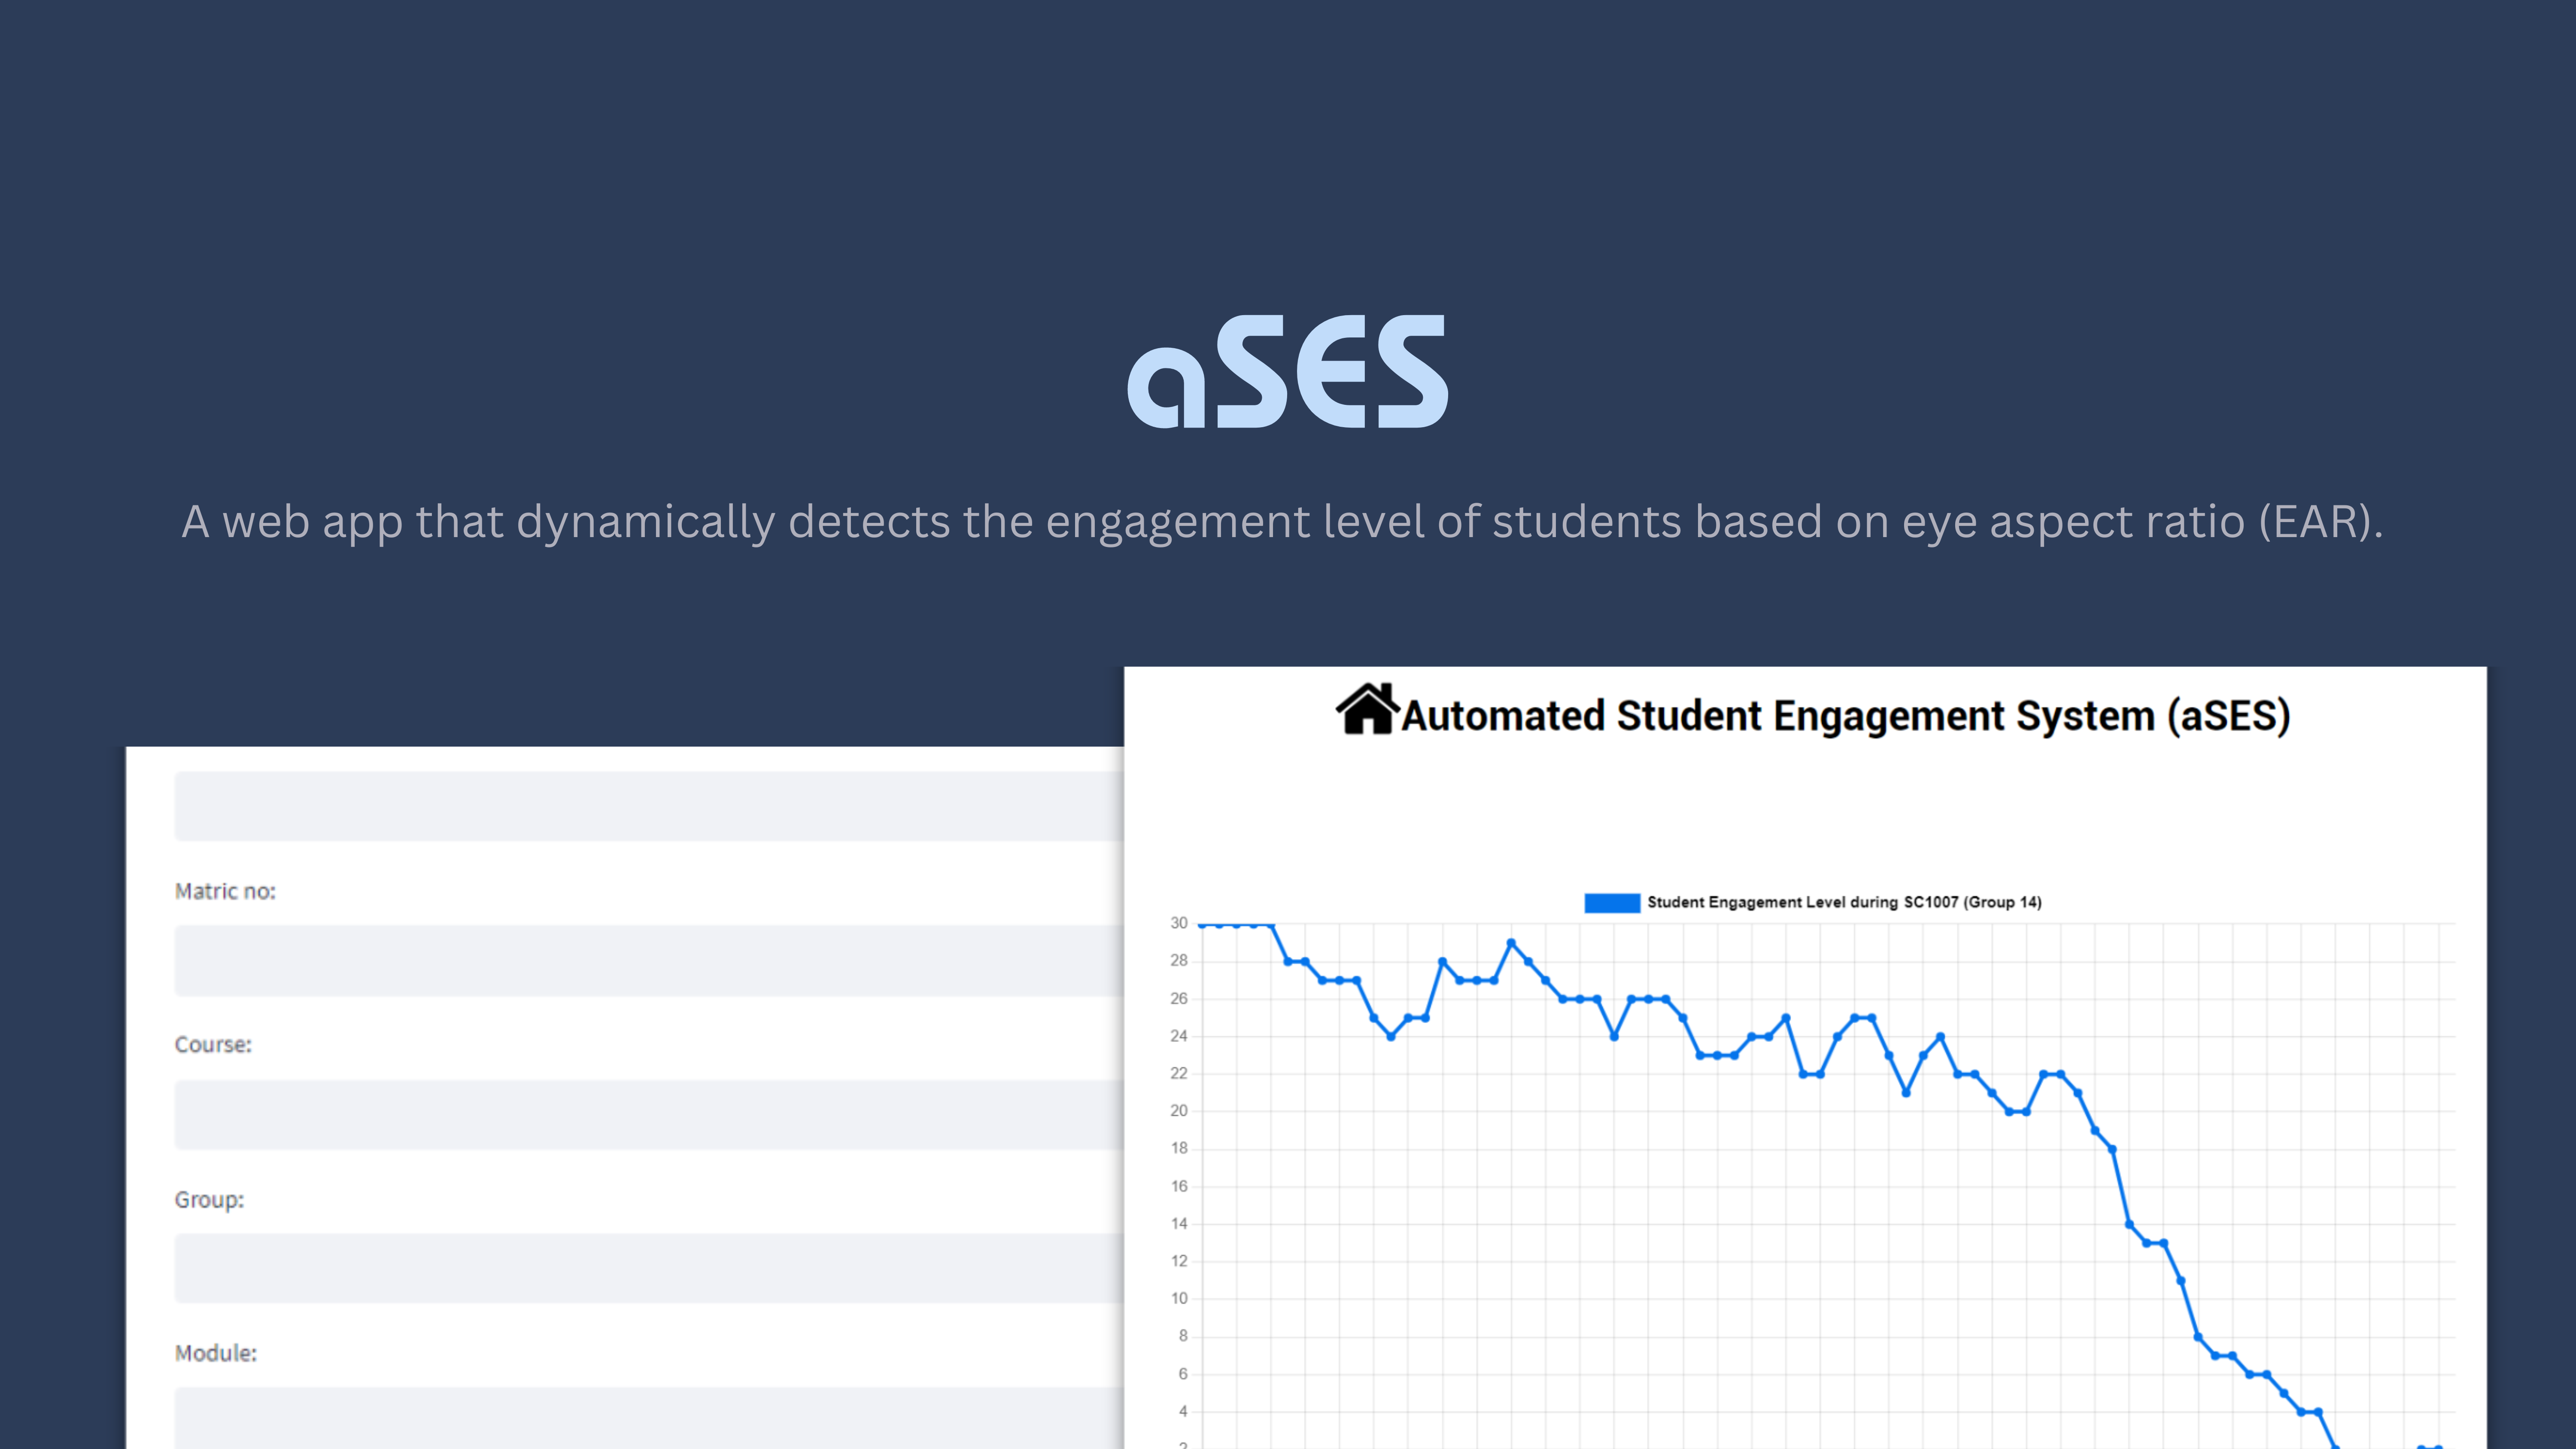 aSES
A web app that dynamically detects the engagement level of students based on eye aspect ratio (EAR).
Matric no:
Course:
Group:
Module:
Automated Student Engagement System (aSES)
Student Engagement Level during SC1007 (Group 14)
30
28
26
24
22
20
18
16
14
12
10
8
6
4
2